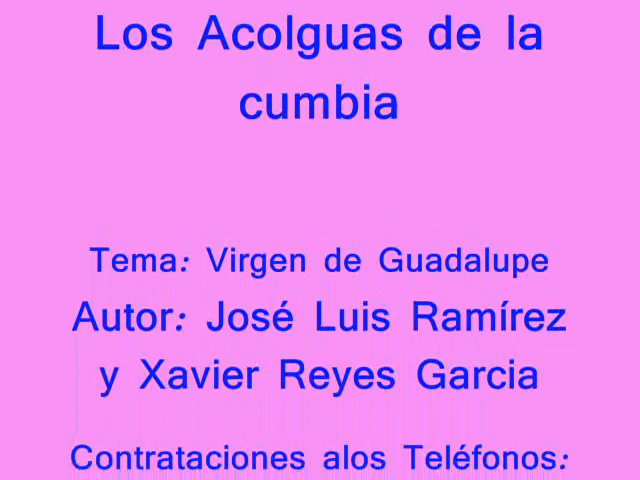 Los Acolguas de la
cumbia
Tema: Virgen de Guadalupe
Autor: José Luis Ramírez
y Xavier Reyes Garcia
Contrataciones alos Teléfonos: